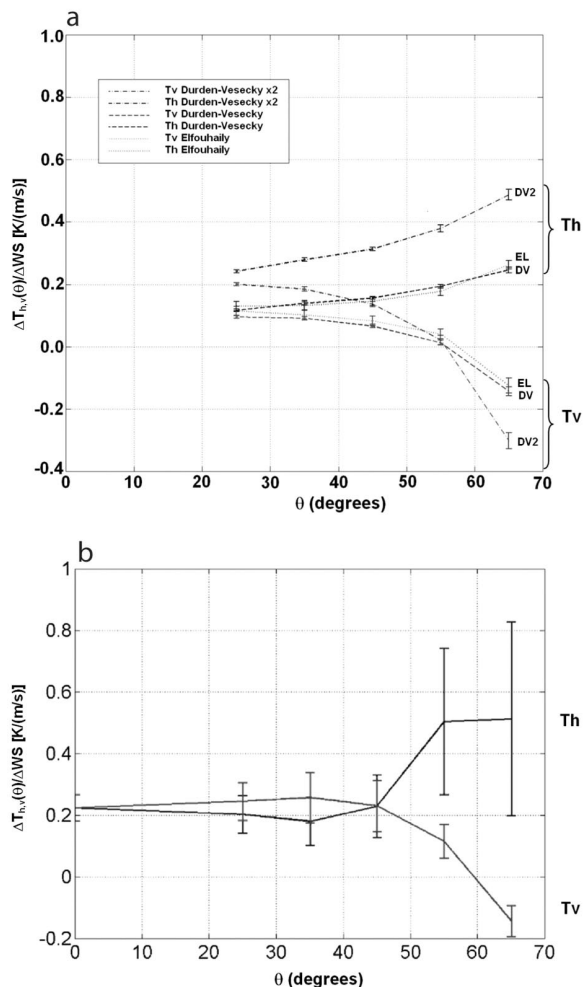 a
1.0
0.8
0.6
0.4
0.2
0.0
-0.2
-0.4
ΔTh,v(θ)/ΔWS [K/(m/s)]
Tv Durden-Vesecky x2
Th Durden-Vesecky x2
Tv Durden-Vesecky
Th Durden-Vesecky
Tv Elfouhaily
Th Elfouhaily
DV2
EL
DV
Th
EL
DV
DV2
Tv
0 10 20 30 40 50 60 70
θ (degrees)
b
1
0.8
0.6
0.4
0.2
0
-0.2
ΔTh,v(θ)/ΔWS [K/(m/s)]
Th
Tv
0 10 20 30 40 50 60 70
θ (degrees)